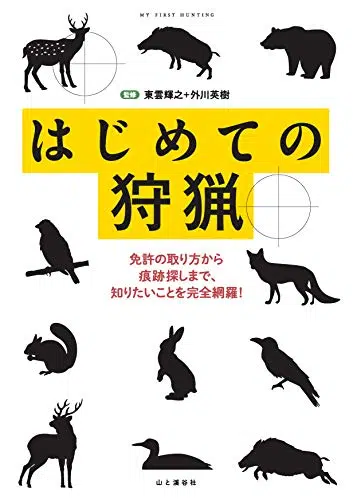 MY FIRST HUNTING
監修 東雲輝之+外川英樹
はじめての
狩猟
免許の取り方から
痕跡探しまで、
知りたいことを完全網羅!
山と溪谷社